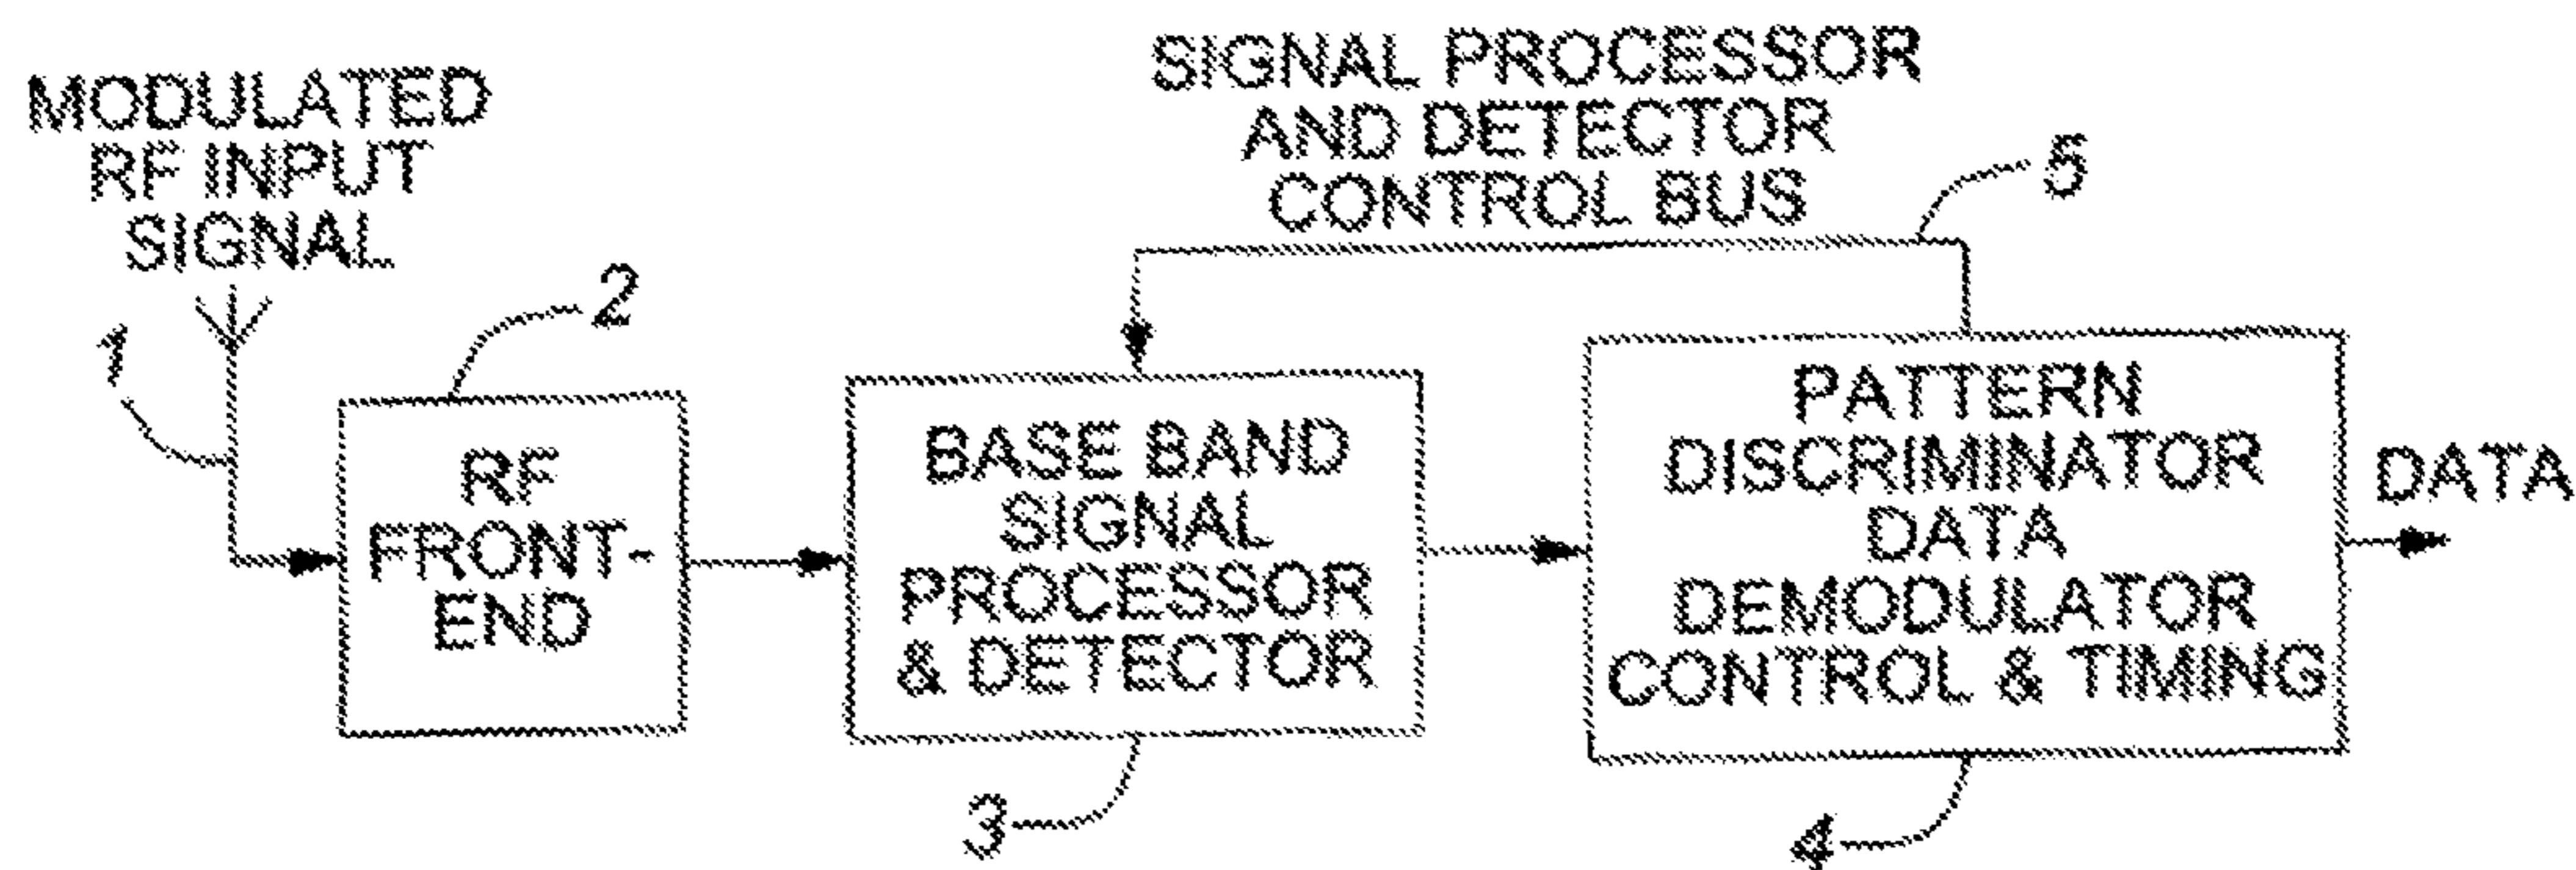 MODULATED
RF INPUT
SIGNAL
1
2
RF
FRONT-
END
SIGNAL PROCESSOR
AND DETECTOR
CONTROL BUS
5
BASE BAND
SIGNAL
PROCESSOR
& DETECTOR
3
PATTERN
DISCRIMINATOR
DATA
DEMODULATOR
CONTROL & TIMING
4
DATA